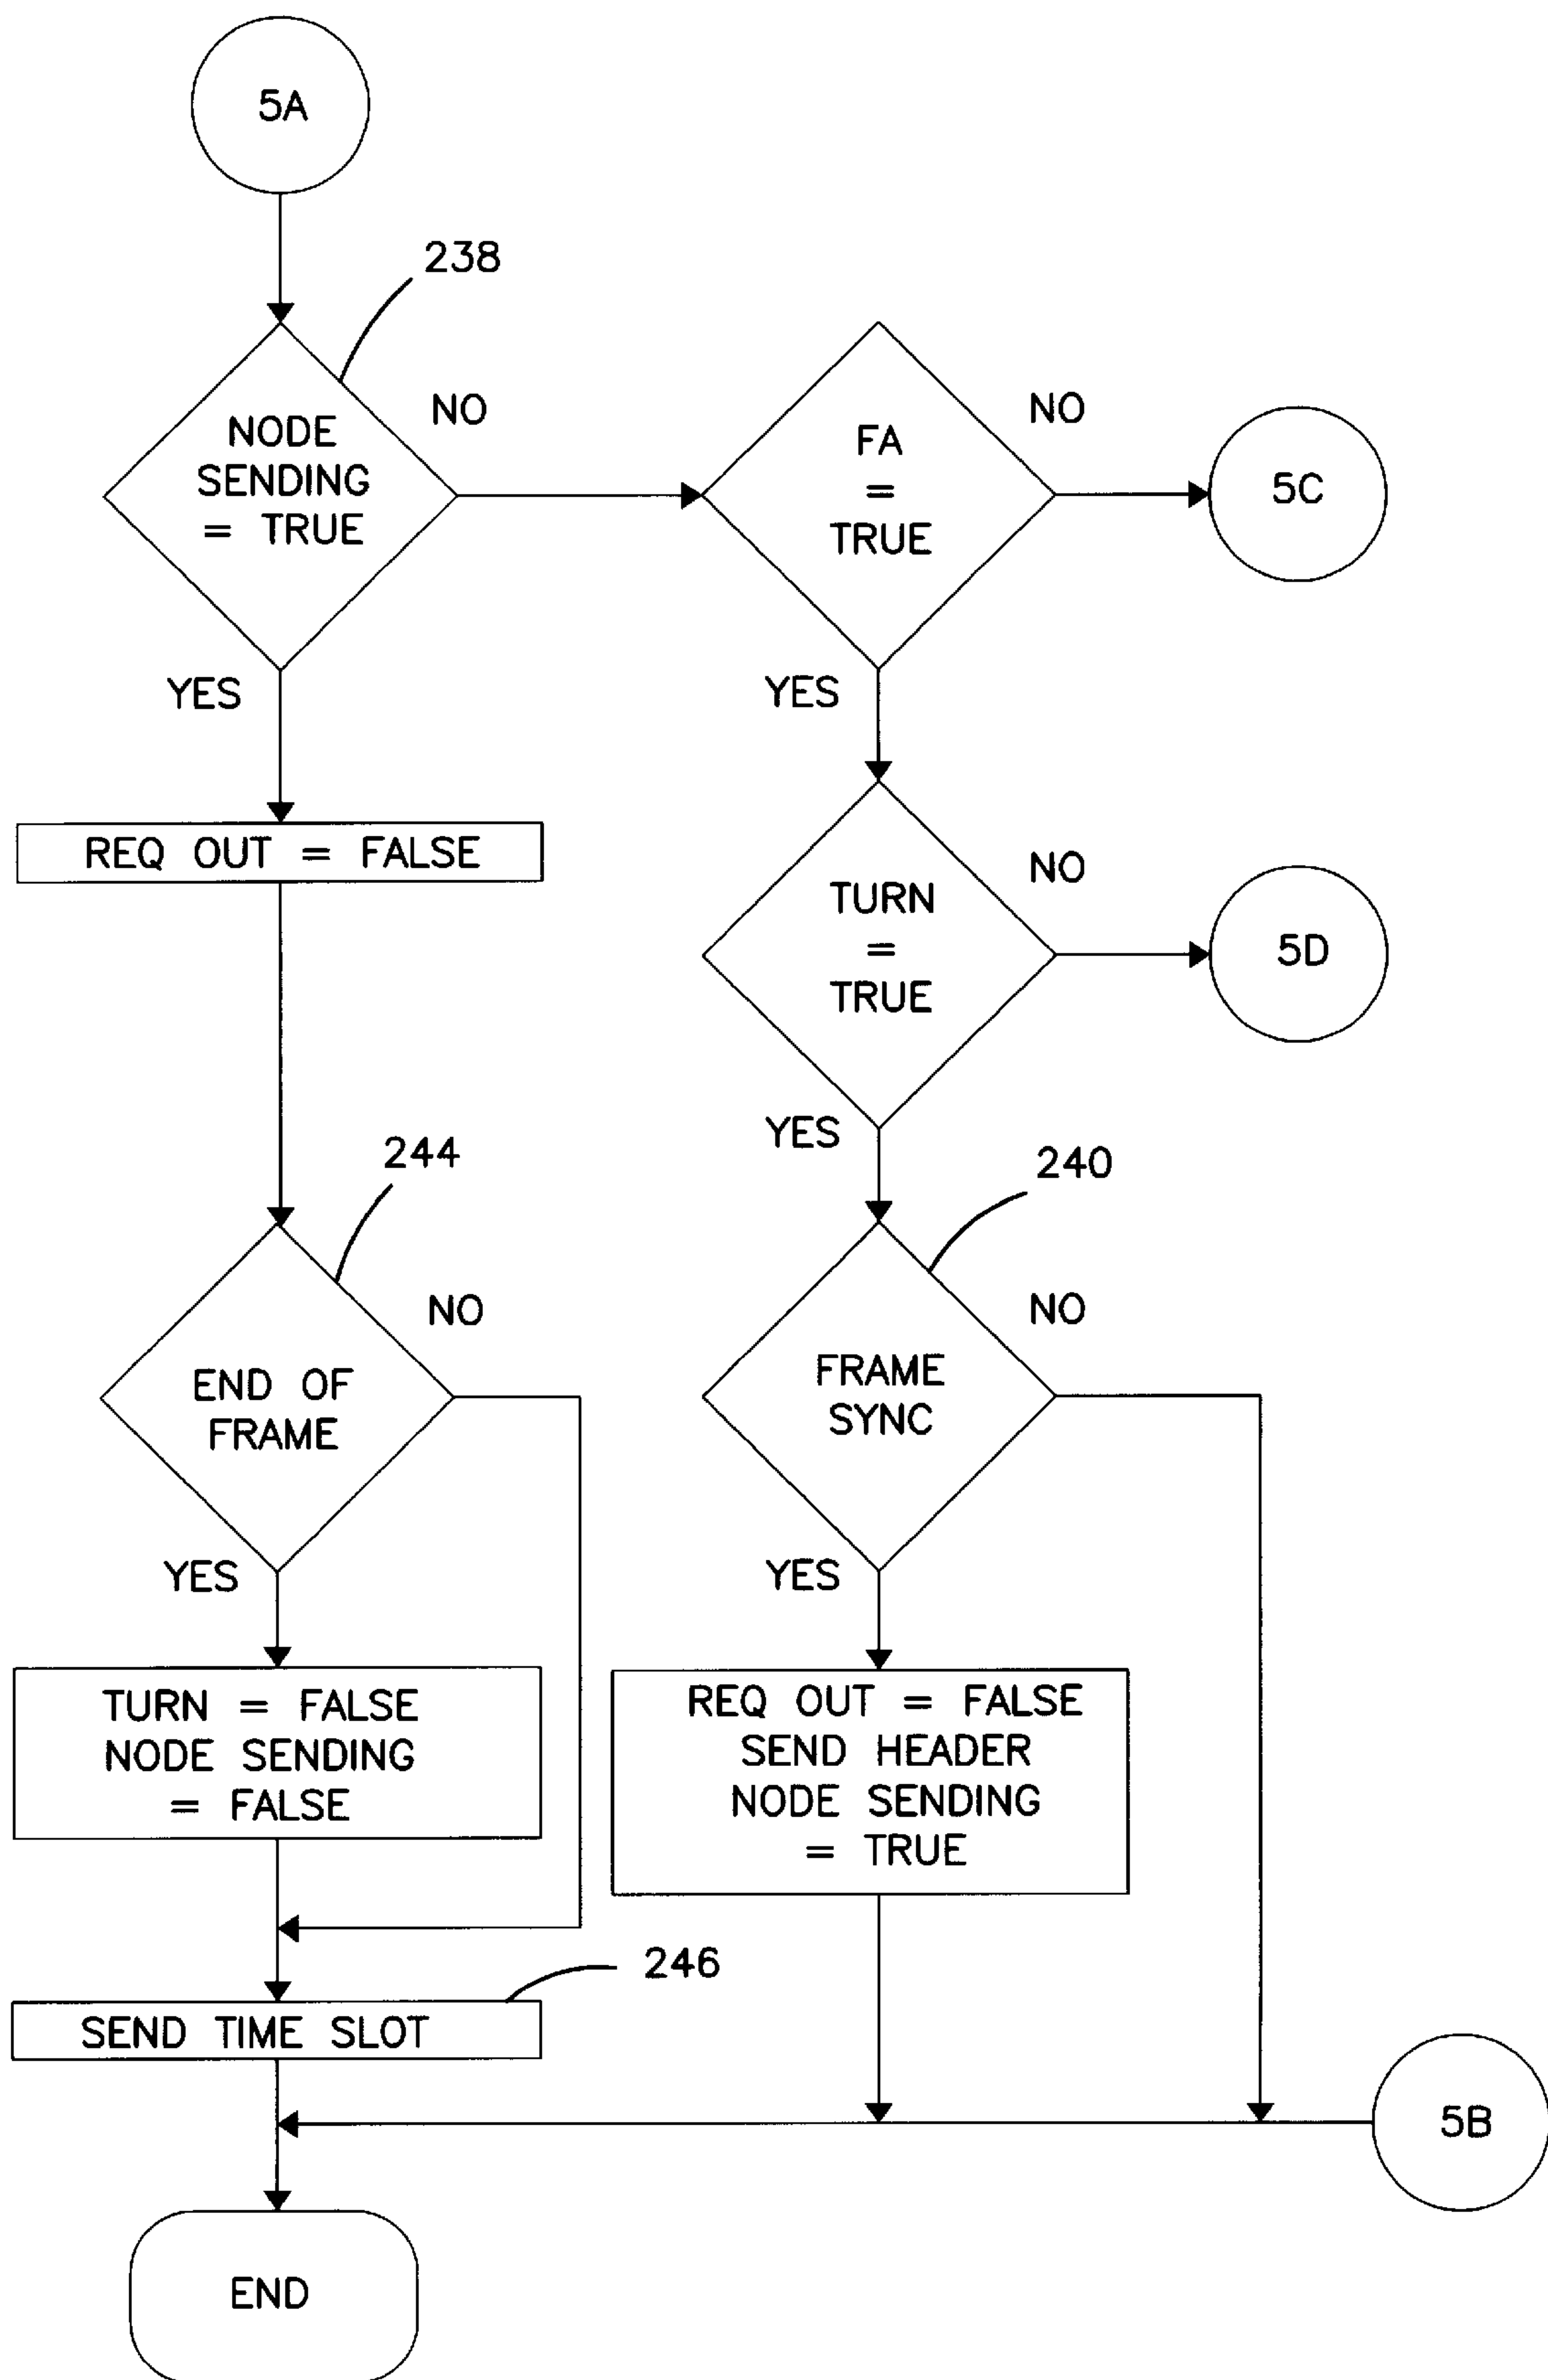 5A
238
NODE
SENDING
= TRUE
NO
FA
=
TRUE
NO
5C
YES
YES
REQ OUT = FALSE
TURN
=
TRUE
NO
5D
YES
244
240
END OF
FRAME
NO
FRAME
SYNC
NO
YES
YES
TURN = FALSE
NODE SENDING
= FALSE
REQ OUT = FALSE
SEND HEADER
NODE SENDING
= TRUE
246
SEND TIME SLOT
5B
END